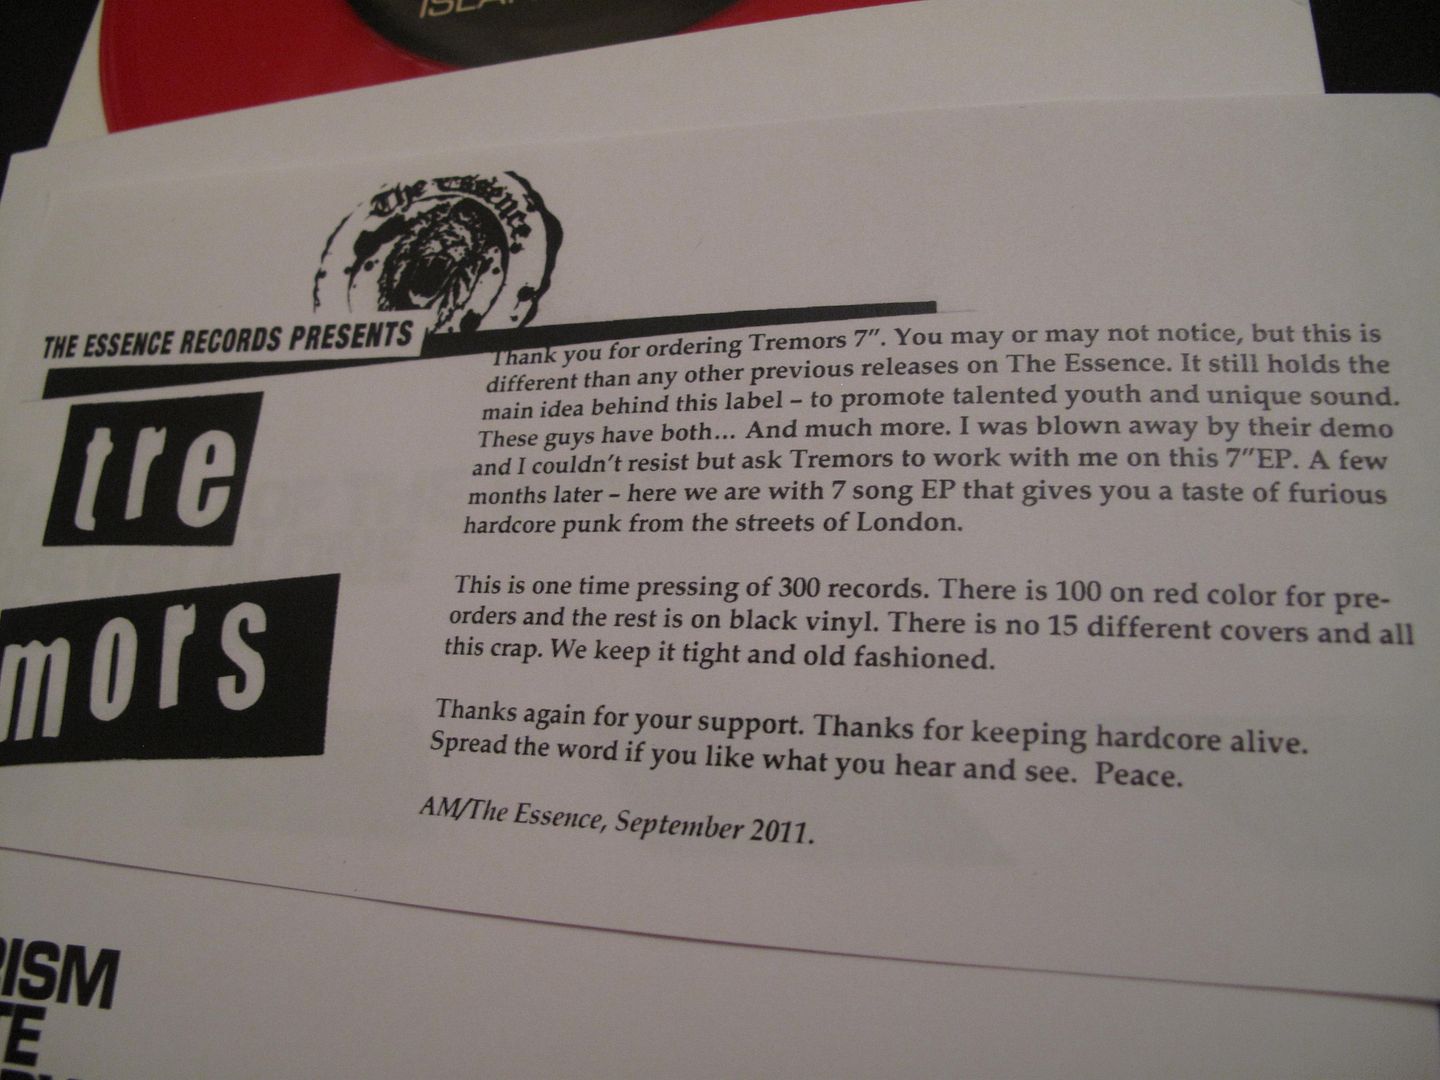 The Essence
THE ESSENCE RECORDS PRESENTS
tre
mors
Thank you for ordering Tremors 7″. You may or may not notice, but this is
different than any other previous releases on The Essence. It still holds the
main idea behind this label – to promote talented youth and unique sound.
These guys have both... And much more. I was blown away by their demo
and I couldn't resist but ask Tremors to work with me on this 7″EP. A few
months later – here we are with 7 song EP that gives you a taste of furious
hardcore punk from the streets of London.
This is one time pressing of 300 records. There is 100 on red color for pre-
orders and the rest is on black vinyl. There is no 15 different covers and all
this crap. We keep it tight and old fashioned.
Thanks again for your support. Thanks for keeping hardcore alive.
Spread the word if you like what you hear and see. Peace.
AM/The Essence, September 2011.
RISM
TE